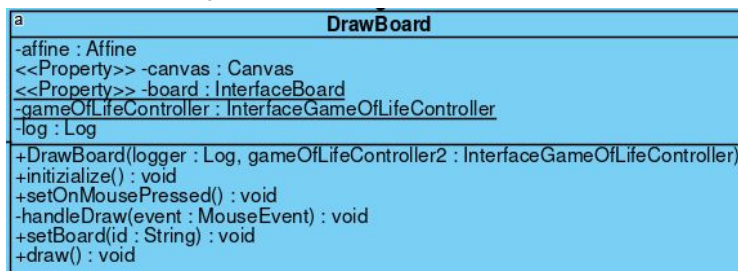 a
DrawBoard
-affine : Affine
<<Property>> -canvas : Canvas
<<Property>> -board : InterfaceBoard
-gameOfLifeController : InterfaceGameOfLifeController
-log : Log
+DrawBoard(logger : Log, gameOfLifeController2 : InterfaceGameOfLifeController)
+initizialize() : void
+setOnMousePressed() : void
-handleDraw(event : MouseEvent) : void
+setBoard(id : String) : void
+draw() : void